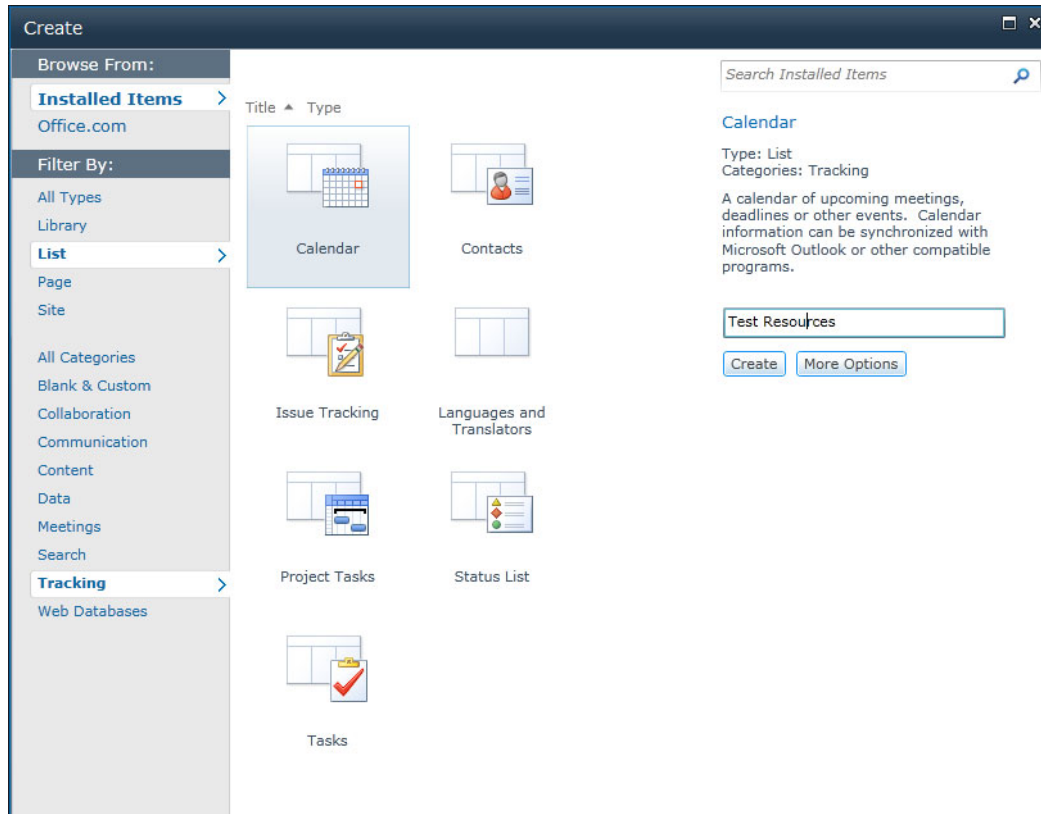 Create
Browse From:
Installed Items
Office.com
Filter By:
All Types
Library
List
Page
Site
All Categories
Blank & Custom
Collaboration
Communication
Content
Data
Meetings
Search
Tracking
Web Databases
Title Type
Calendar
Contacts
Issue Tracking
Languages and
Translators
Project Tasks
Status List
Tasks
Search Installed Items
Calendar
Type: List
Categories: Tracking
A calendar of upcoming meetings,
deadlines or other events. Calendar
information can be synchronized with
Microsoft Outlook or other compatible
programs.
Test Resources
Create More Options